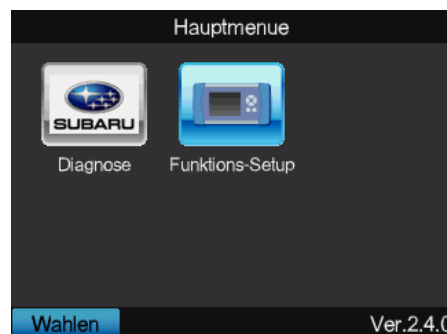 Hauptmenue
SUBARU
Diagnose
Funktions-Setup
Wahlen
Ver.2.4.0